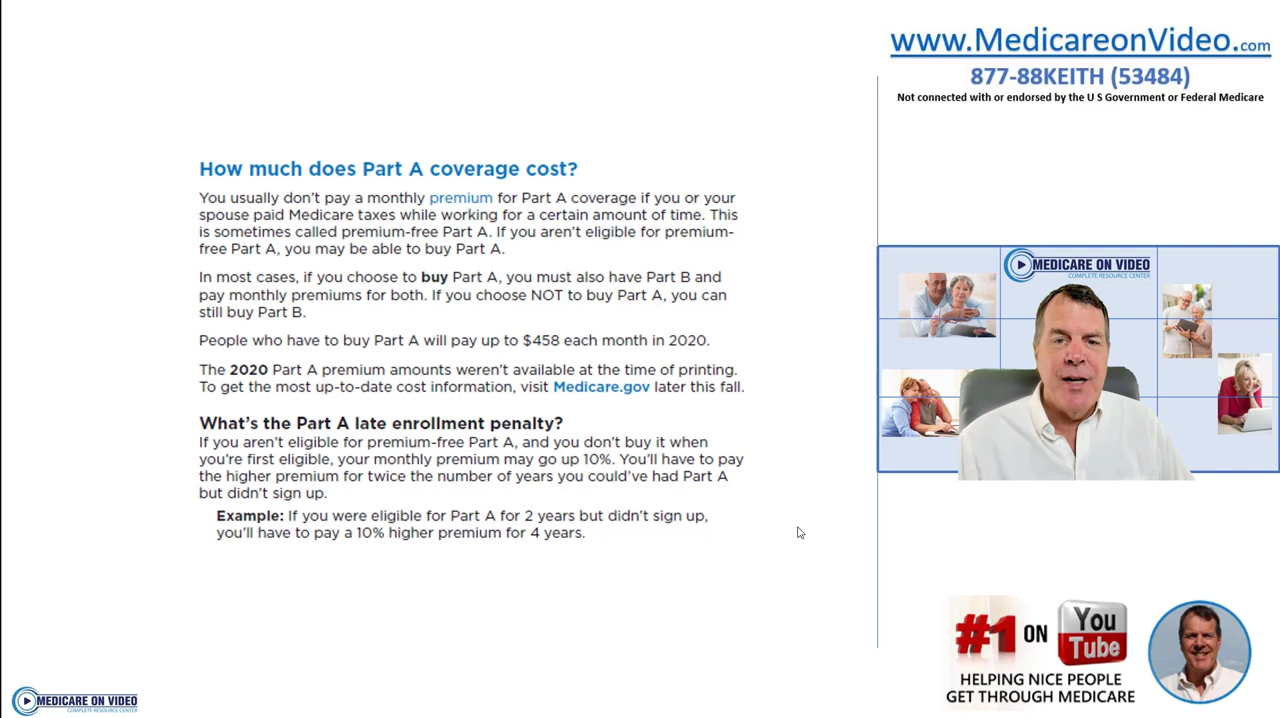 www.MedicareonVideo.com
877-88KEITH (53484)
Not connected with or endorsed by the U S Government or Federal Medicare
How much does Part A coverage cost?
You usually don't pay a monthly premium for Part A coverage if you or your
spouse paid Medicare taxes while working for a certain amount of time. This
is sometimes called premium-free Part A. If you aren't eligible for premium-
free Part A, you may be able to buy Part A.
In most cases, if you choose to buy Part A, you must also have Part B and
pay monthly premiums for both. If you choose NOT to buy Part A, you can
still buy Part B.
People who have to buy Part A will pay up to $458 each month in 2020.
The 2020 Part A premium amounts weren't available at the time of printing.
To get the most up-to-date cost information, visit Medicare.gov later this fall.
What's the Part A late enrollment penalty?
If you aren't eligible for premium-free Part A, and you don't buy it when
you're first eligible, your monthly premium may go up 10%. You'll have to pay
the higher premium for twice the number of years you could've had Part A
but didn't sign up.
Example: If you were eligible for Part A for 2 years but didn't sign up,
you'll have to pay a 10% higher premium for 4 years.
MEDICARE ON VIDEO
COMPLETE RESOURCE CENTER
#1 ON You
Tube
HELPING NICE PEOPLE
GET THROUGH MEDICARE
MEDICARE ON VIDEO
COMPLETE RESOURCE CENTER